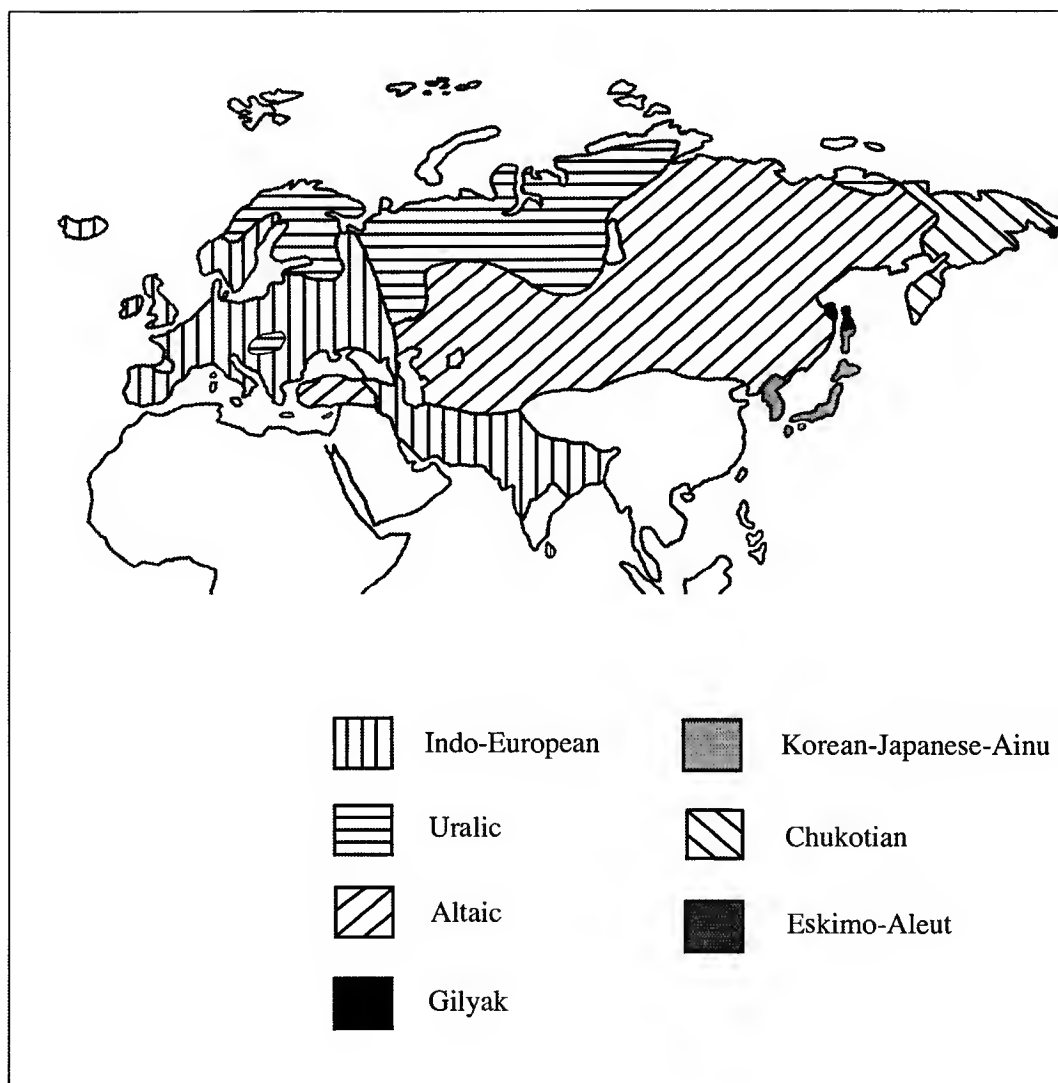 Indo-European
Uralic
Altaic
Gilyak
Korean-Japanese-Ainu
Chukotian
Eskimo-Aleut